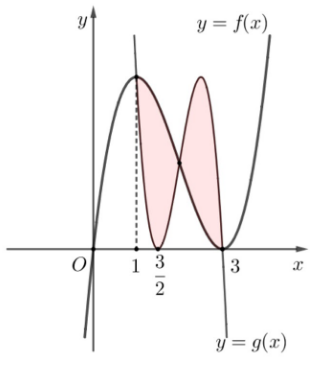 y
y = f(x)
O
1
3
2
3
x
y = g(x)